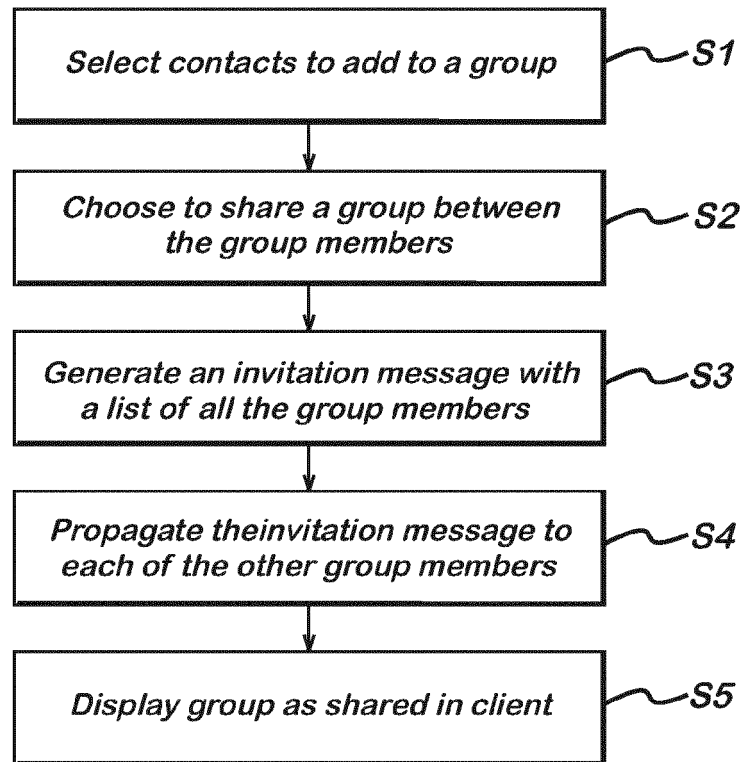 Select contacts to add to a group
S1
Choose to share a group between
the group members
S2
Generate an invitation message with
a list of all the group members
S3
Propagate theinvitation message to
each of the other group members
S4
Display group as shared in client
S5